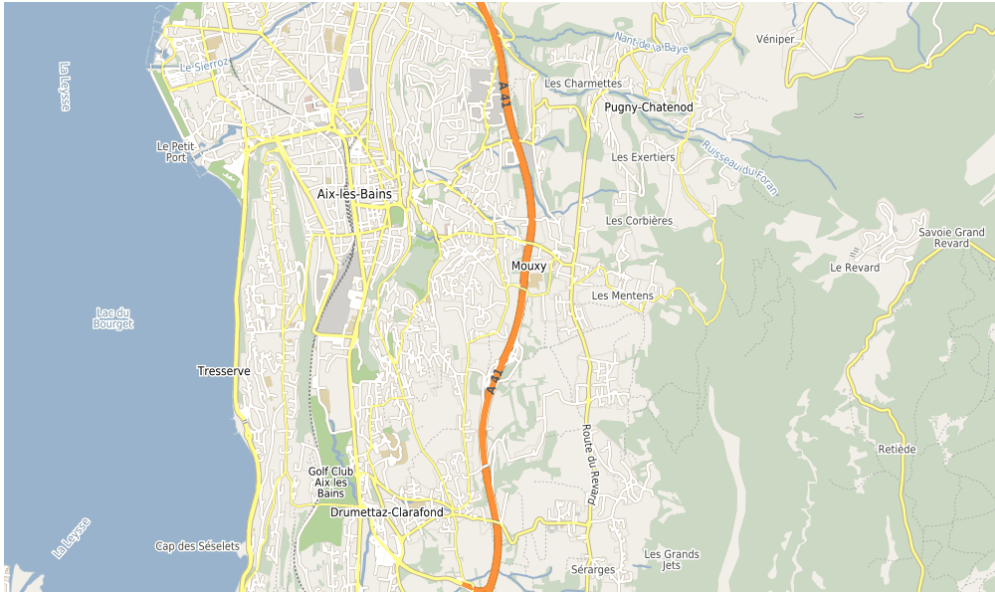 Véniper
Nant de la Baye
Le Sierroz
La Leysse
Les Charmettes
A 41
Pugny-Chatenod
Le Petit
Port
Les Exertiers
Ruisseau du Foran
Aix-les-Bains
Les Corbières
Savoie Grand
Revard
Mouxy
Le Revard
Les Mentens
Lac du
Bourget
Tresserve
A 41
Route du Revard
Retiède
Golf Club
Aix les
Bains
Drumettaz-Clarafond
La Leysse
Cap des Séselets
Les Grands
Jets
Sérarges